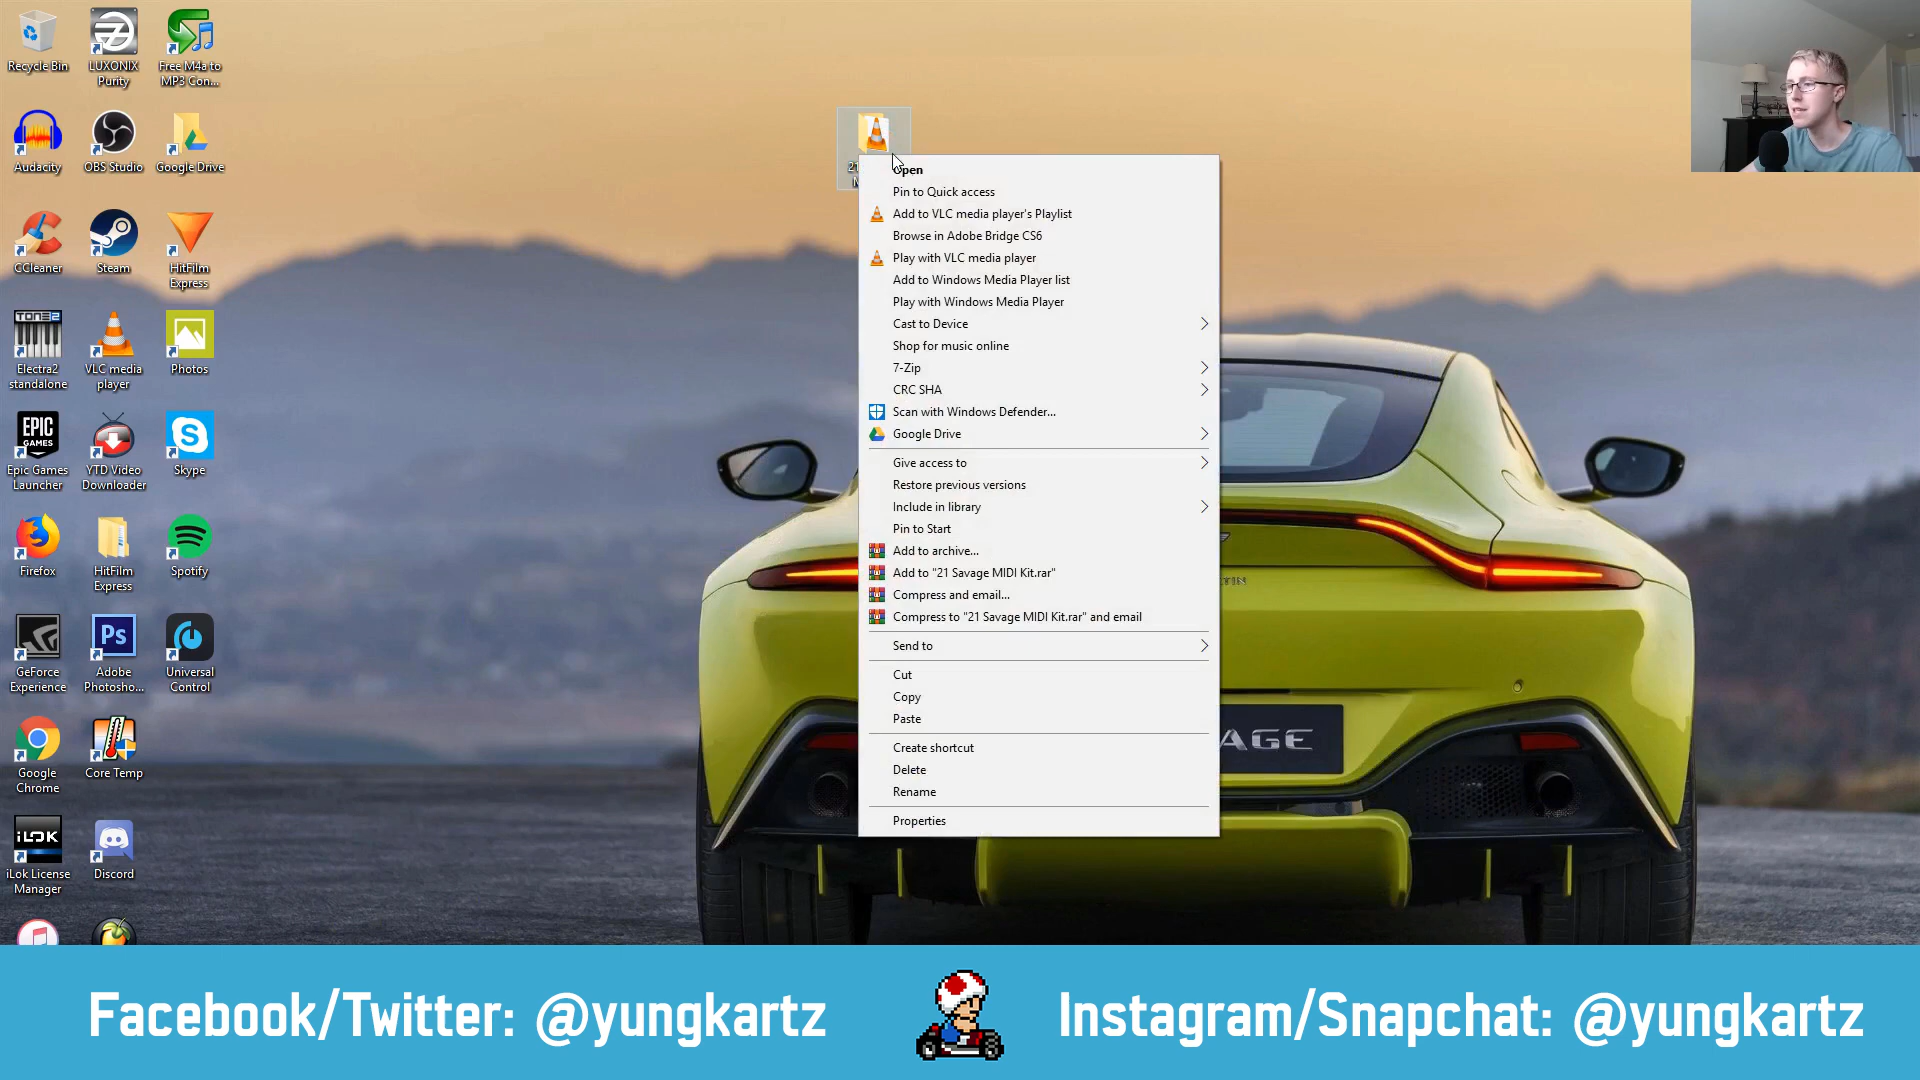 Recycle Bin
LUXONIX
Purity
Free M4a to
MP3 Con...
Audacity
OBS Studio
Google Drive
CCleaner
Steam
HitFilm
Express
TONE2
Electra2
standalone
VLC media
player
Photos
EPIC
GAMES
Epic Games
Launcher
YTD Video
Downloader
Skype
Firefox
HitFilm
Express
Spotify
GeForce
Experience
Ps
Adobe
Photosho...
Universal
Control
Google
Chrome
Core Temp
iLOK
iLok License
Manager
Discord
21
M
Open
Pin to Quick access
Add to VLC media player's Playlist
Browse in Adobe Bridge CS6
Play with VLC media player
Add to Windows Media Player list
Play with Windows Media Player
Cast to Device
Shop for music online
7-Zip
CRC SHA
Scan with Windows Defender...
Google Drive
Give access to
Restore previous versions
Include in library
Pin to Start
Add to archive...
Add to "21 Savage MIDI Kit.rar"
Compress and email...
Compress to "21 Savage MIDI Kit.rar" and email
Send to
Cut
Copy
Paste
Create shortcut
Delete
Rename
Properties
TIN
AGE
Facebook/Twitter: @yungkartz
Instagram/Snapchat: @yungkartz